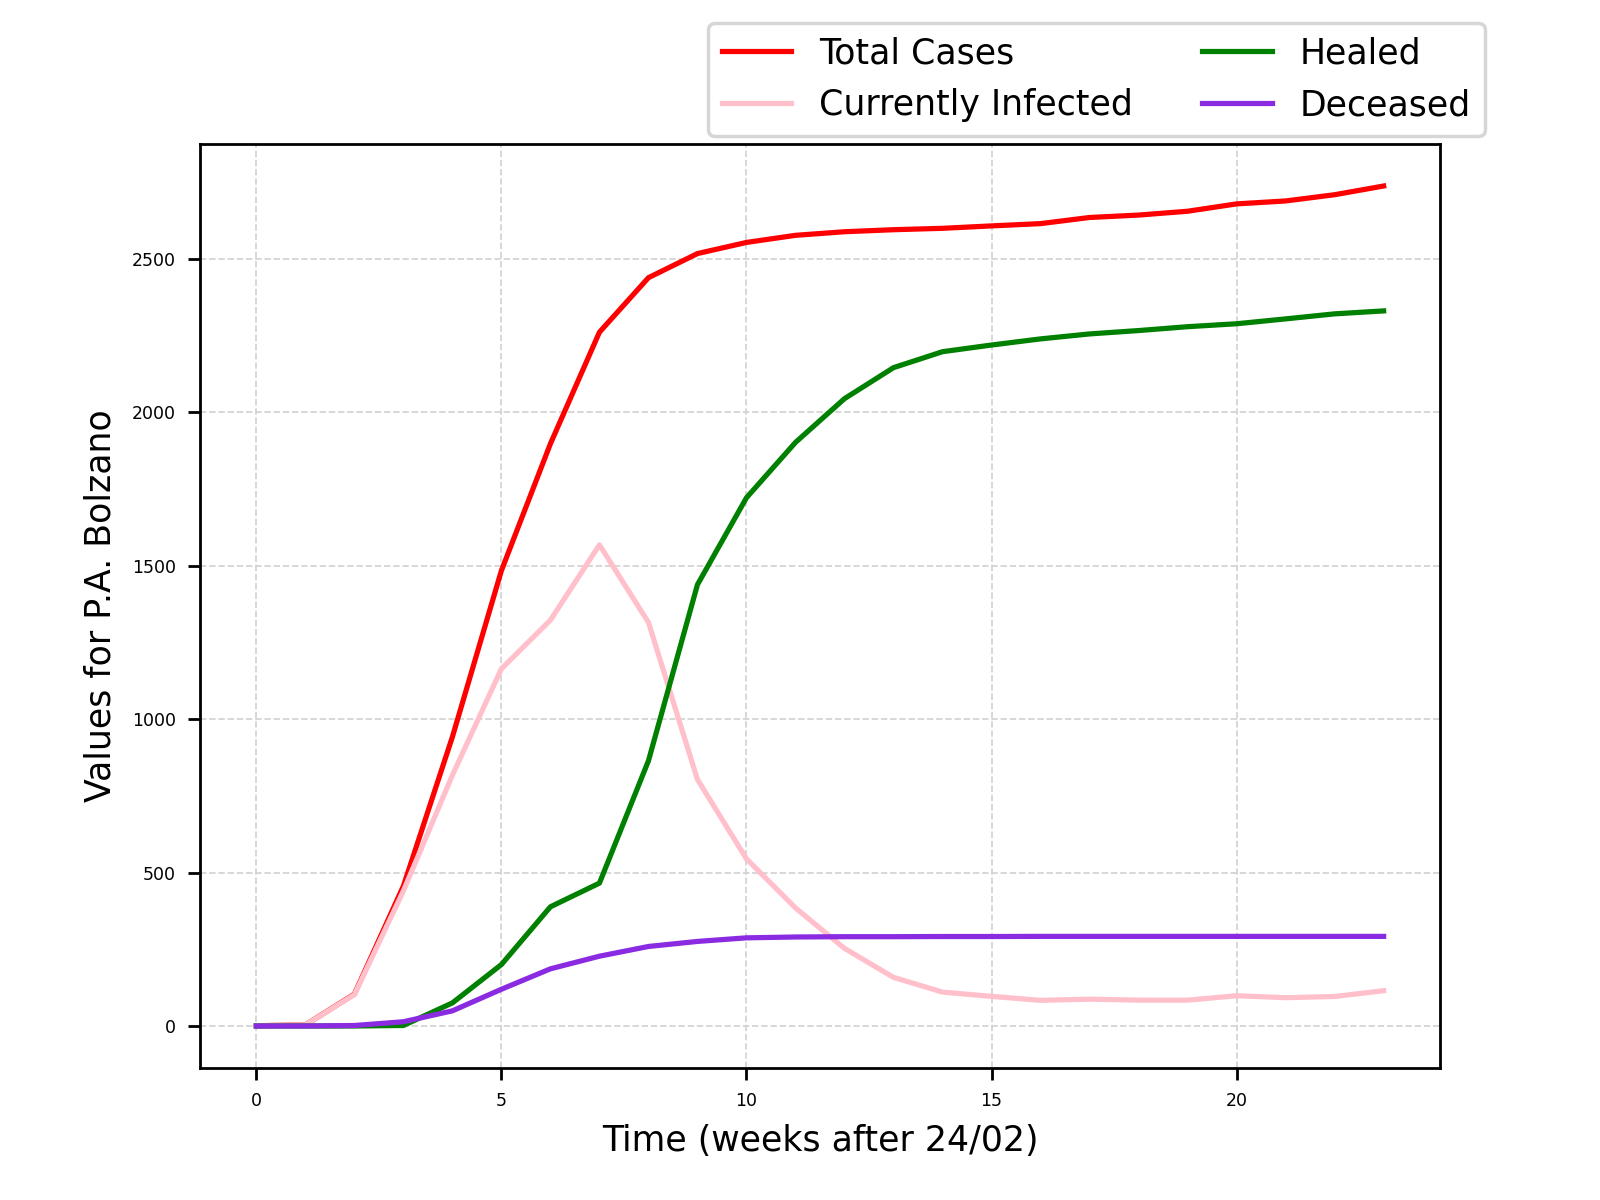 Total Cases
Currently Infected
Healed
Deceased
Values for P.A. Bolzano
2500
2000
1500
1000
500
0
0 5 10 15 20
Time (weeks after 24/02)